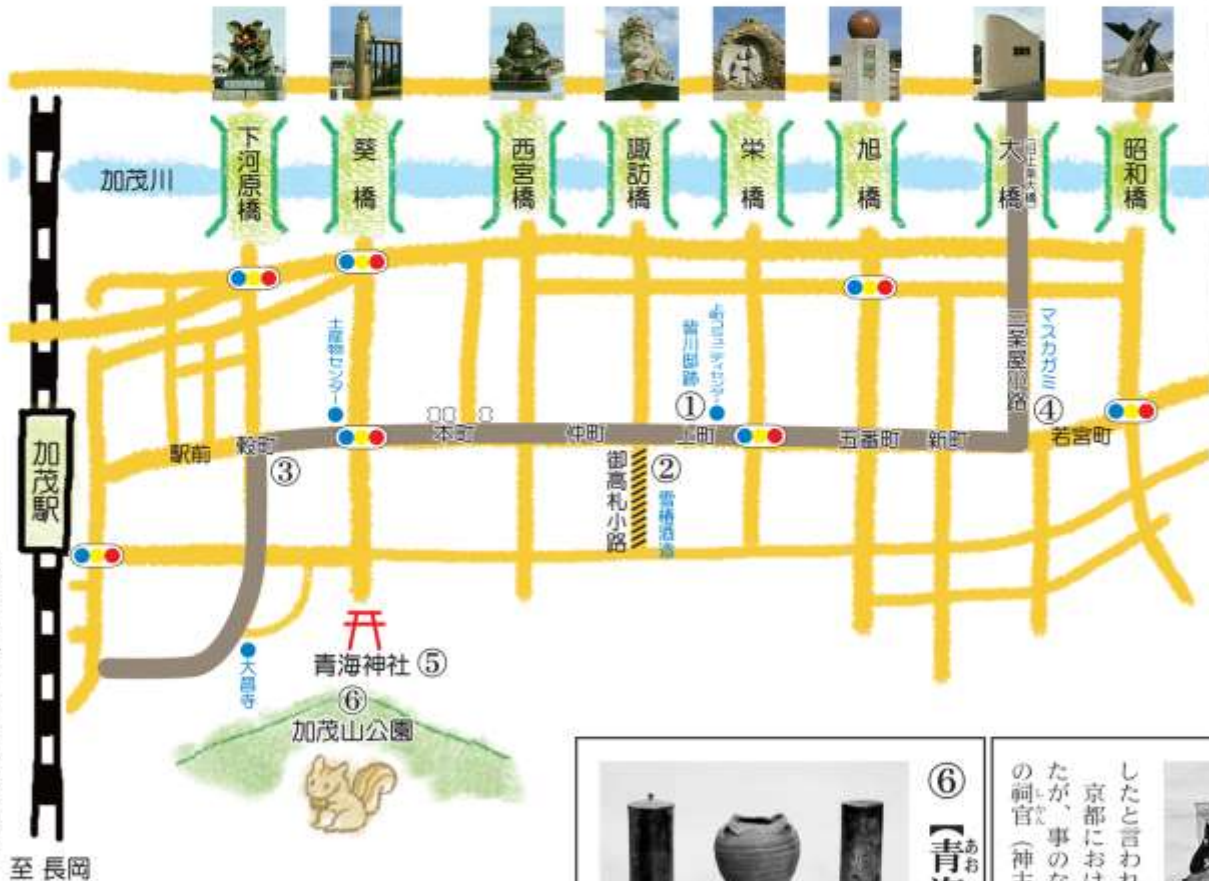 下河原橋
葵橋
西宮橋
諏訪橋
栄橋
旭橋
大橋
昭和橋
加茂川
土産物センター
皆川邸跡
①
三条屋小路
マスカガミ
④
加茂駅
駅前
穀町
③
本町
仲町
上町
五番町
新町
若宮町
②
御高札小路
雪椿酒造
大昌寺
青海神社⑤
⑥
加茂山公園
至 長岡
⑥【青海
あお
したと言われ
京都におけ
たが、事のな
の祠官（神主
しかん